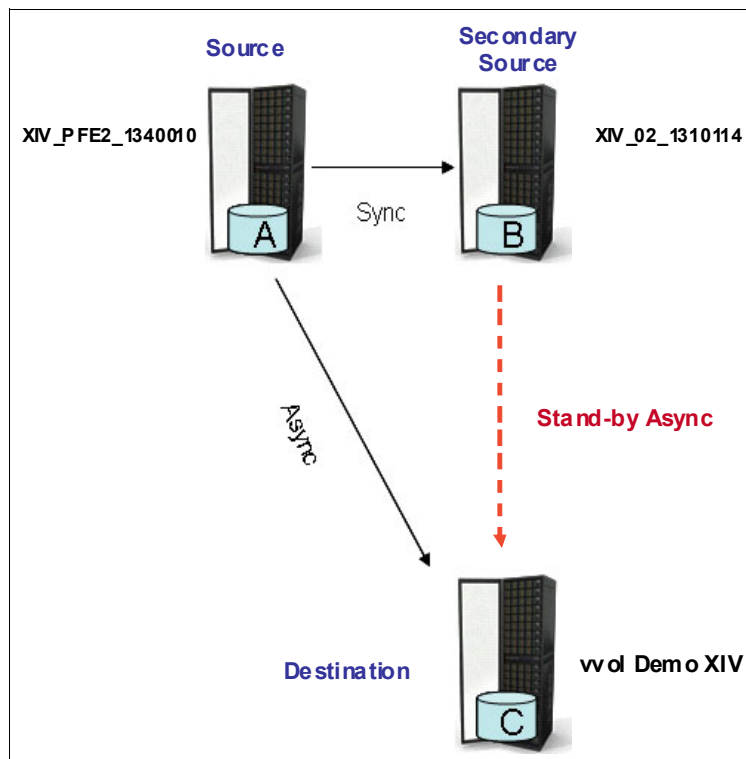 Source
Secondary
Source
XIV_PFE2_1340010
XIV_02_1310114
A
Sync
B
Async
Stand-by Async
Destination
vvol Demo XIV
C